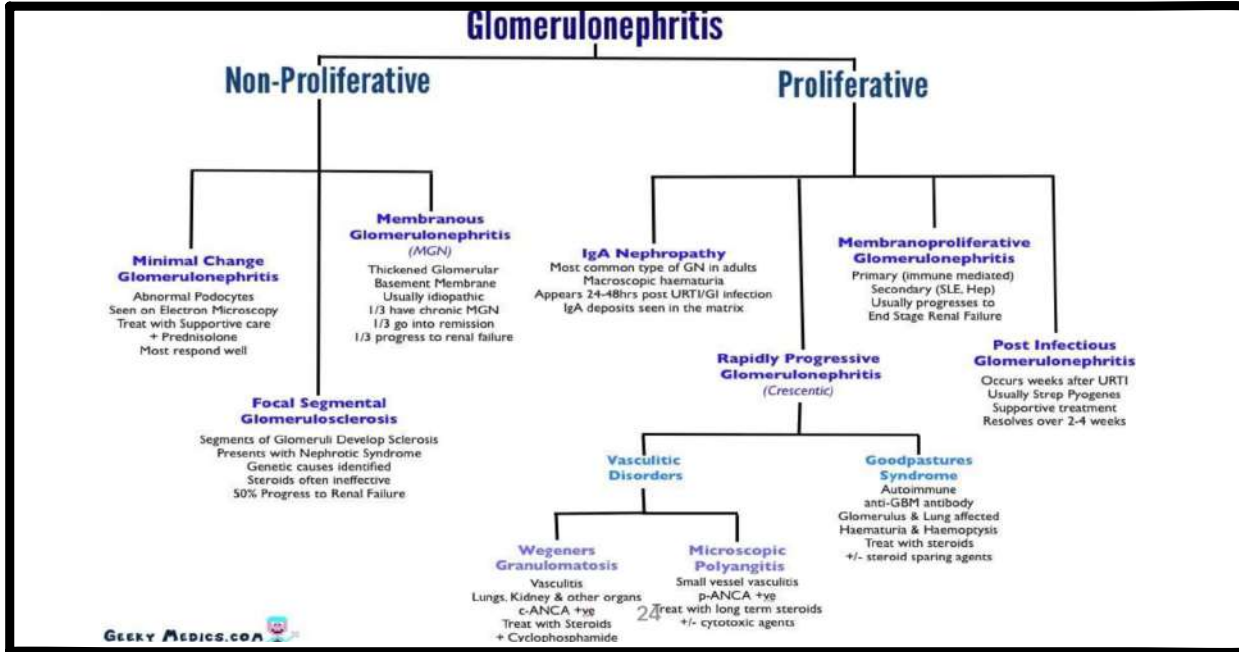 Glomerulonephritis
Non-Proliferative
Proliferative
Minimal Change
Glomerulonephritis
Abnormal Podocytes
Seen on Electron Microscopy
Treat with Supportive care
+ Prednisolone
Most respond well
Focal Segmental
Glomerulosclerosis
Segments of Glomeruli Develop Sclerosis
Presents with Nephrotic Syndrome
Genetic causes identified
Steroids often ineffective
50% Progress to Renal Failure
Membranous
Glomerulonephritis
(MGN)
Thickened Glomerular
Basement Membrane
Usually idiopathic
1/3 have chronic MGN
1/3 go into remission
1/3 progress to renal failure
IgA Nephropathy
Most common type of GN in adults
Macroscopic haematuria
Appears 24-48hrs post URTI/GI infection
IgA deposits seen in the matrix
Rapidly Progressive
Glomerulonephritis
(Crescentic)
Vasculitic
Disorders
Wegeners
Granulomatosis
Vasculitis
Lungs, Kidney & other organs
c-ANCA +ve
Treat with Steroids
+ Cyclophosphamide
Microscopic
Polyangitis
Small vessel vasculitis
p-ANCA +ve
Treat with long term steroids
+/- cytotoxic agents
Goodpastures
Syndrome
Autoimmune
anti-GBM antibody
Glomerulus & Lung affected
Haematuria & Haemoptysis
Treat with steroids
+/- steroid sparing agents
Membranoproliferative
Glomerulonephritis
Primary (immune mediated)
Secondary (SLE, Hep)
Usually progresses to
End Stage Renal Failure
Post Infectious
Glomerulonephritis
Occurs weeks after URTI
Usually Strep Pyogenes
Supportive treatment
Resolves over 2-4 weeks
24
GEEKY MEDICS.COM